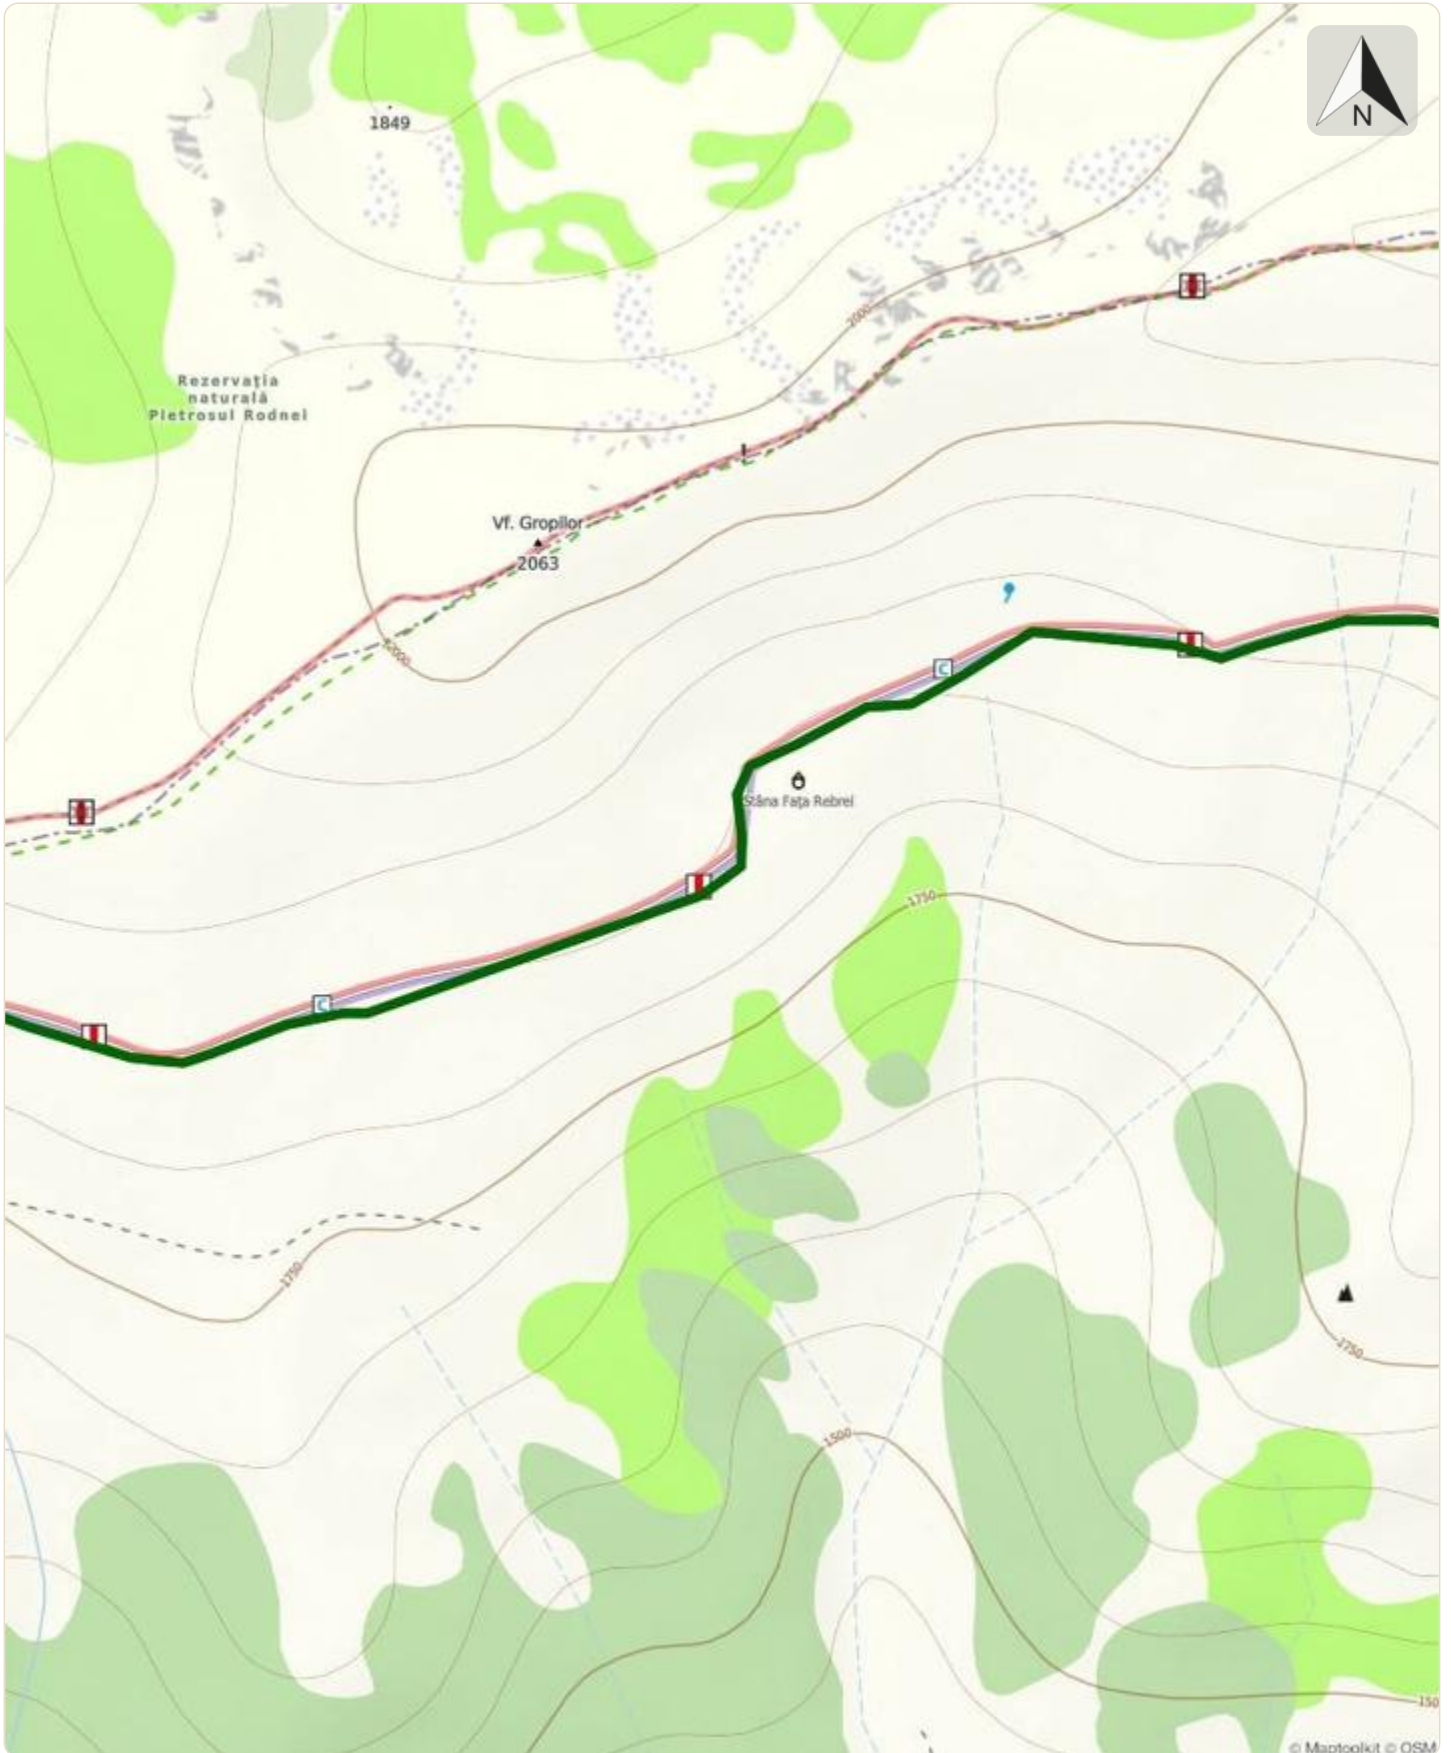 N
1849
2000
Rezervația
naturală
Pietrosul Rodnei
Vf. Gropilor
2063
2000
C
Stâna Fața Rebrei
1750
C
1750
1750
1500
150
© Maptoolkit © OSM